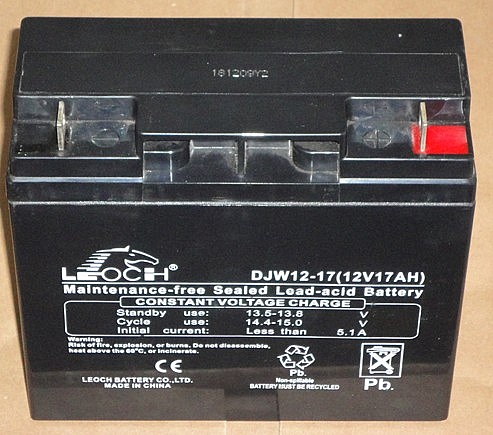 181209Y2
LEOCH®
DJW12-17(12V17AH)
Maintenance-free Sealed Lead-acid Battery
CONSTANT VOLTAGE CHARGE
Standby use: 13.5-13.8 V
Cycle use: 14.4-15.0 V
Initial current: Less than 5.1A
Warning:
Risk of fire, explosion, or burns. Do not disassemble,
heat above the 60°C, or incinerate.
CE
LEOCH BATTERY CO.,LTD.
MADE IN CHINA
Pb.
Non-spillable
BATTERY MUST BE RECYCLED
Pb.